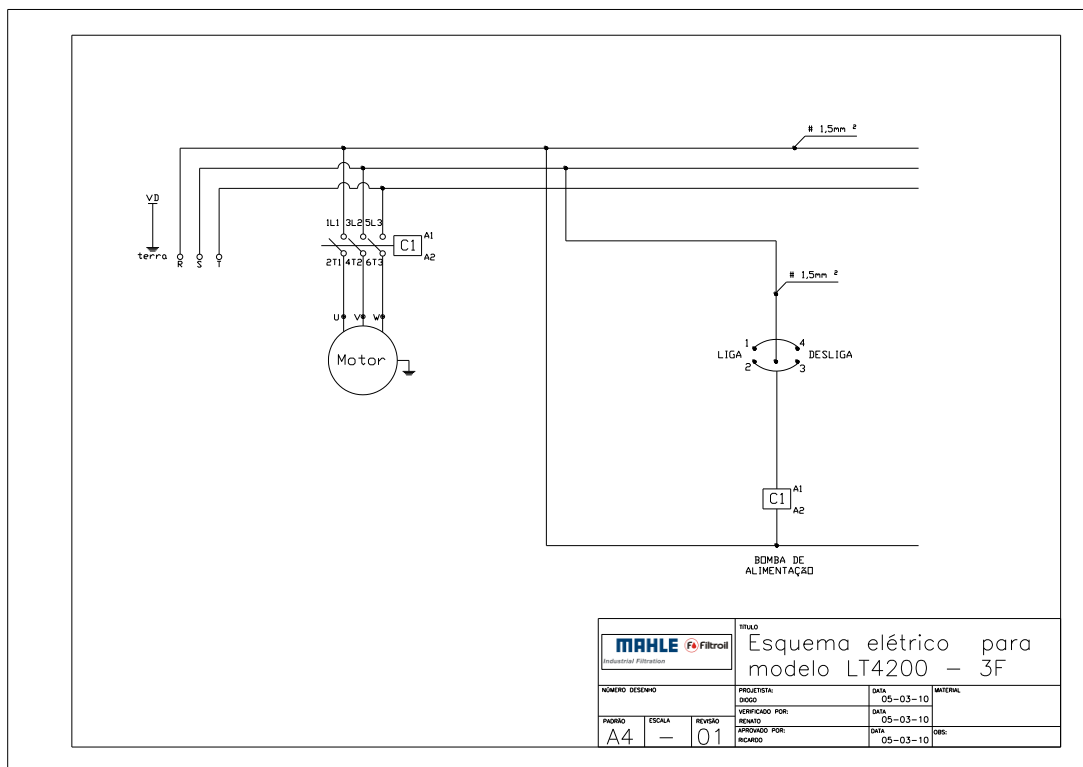 # 1,5mm ²
VD
terra
R S T
1L1 3L2 5L3
C1
A1
A2
2T1 4T2 6T3
# 1,5mm ²
U V W
Motor
1
4
LIGA
DESLIGA
2
3
C1
A1
A2
BOMBA DE
ALIMENTAÇÃO
MAHLE Filtroil
Industrial Filtration
TITULO
Esquema elétrico para
modelo LT4200 - 3F
NÚMERO DESENHO
PROJETISTA:
DIOGO
DATA
05-03-10
MATERIAL
VERIFICADO POR:
RENATO
DATA
05-03-10
PADRÃO
A4
ESCALA
-
REVISÃO
01
APROVADO POR:
RICARDO
DATA
05-03-10
OBS: